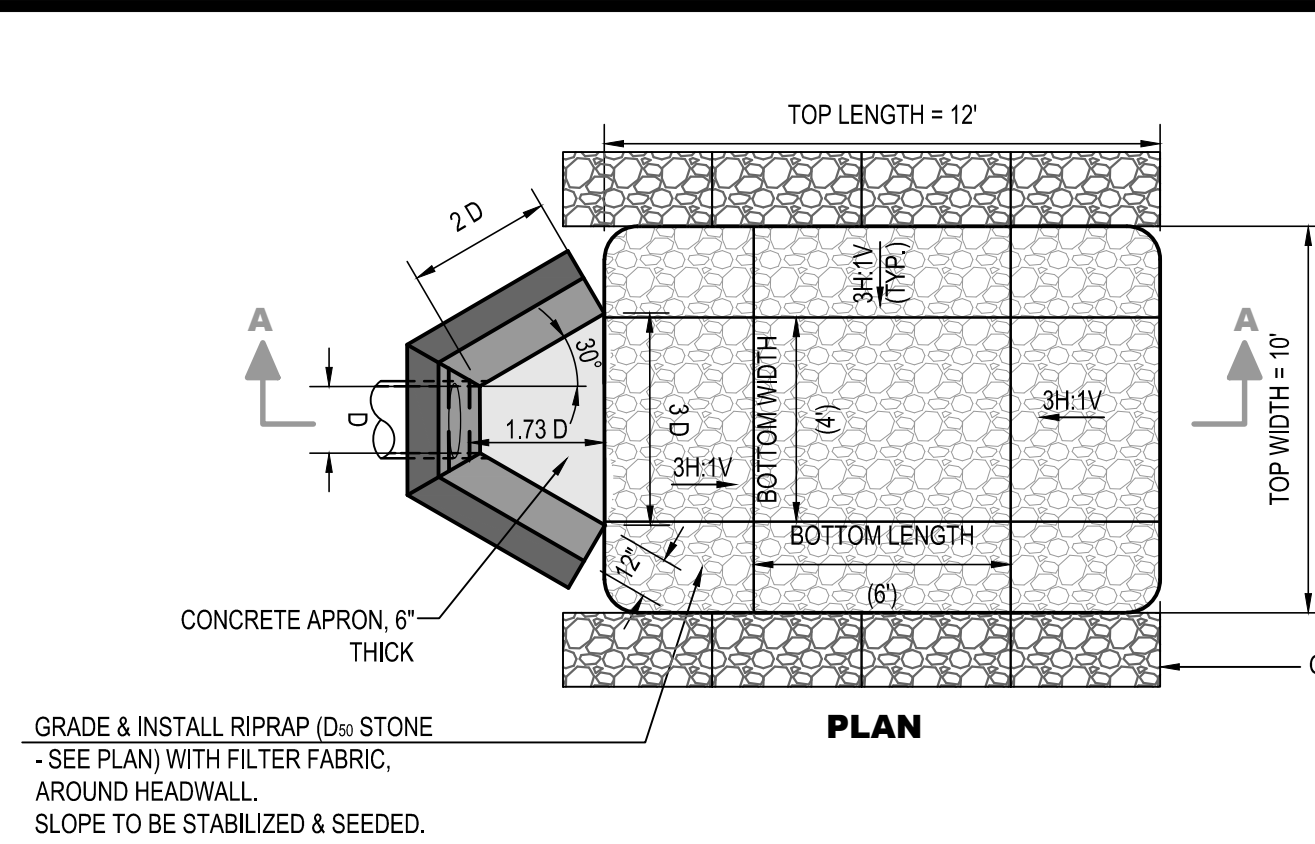 TOP LENGTH = 12'
2 D
3H:1V
(TYP.)
A
A
30°
D
1.73 D
3 D
3H:1V
BOTTOM WIDTH
(4')
3H:1V
TOP WIDTH = 10'
BOTTOM LENGTH
(6')
12"
CONCRETE APRON, 6"
THICK
PLAN
GRADE & INSTALL RIPRAP (D50 STONE
- SEE PLAN) WITH FILTER FABRIC,
AROUND HEADWALL.
SLOPE TO BE STABILIZED & SEEDED.